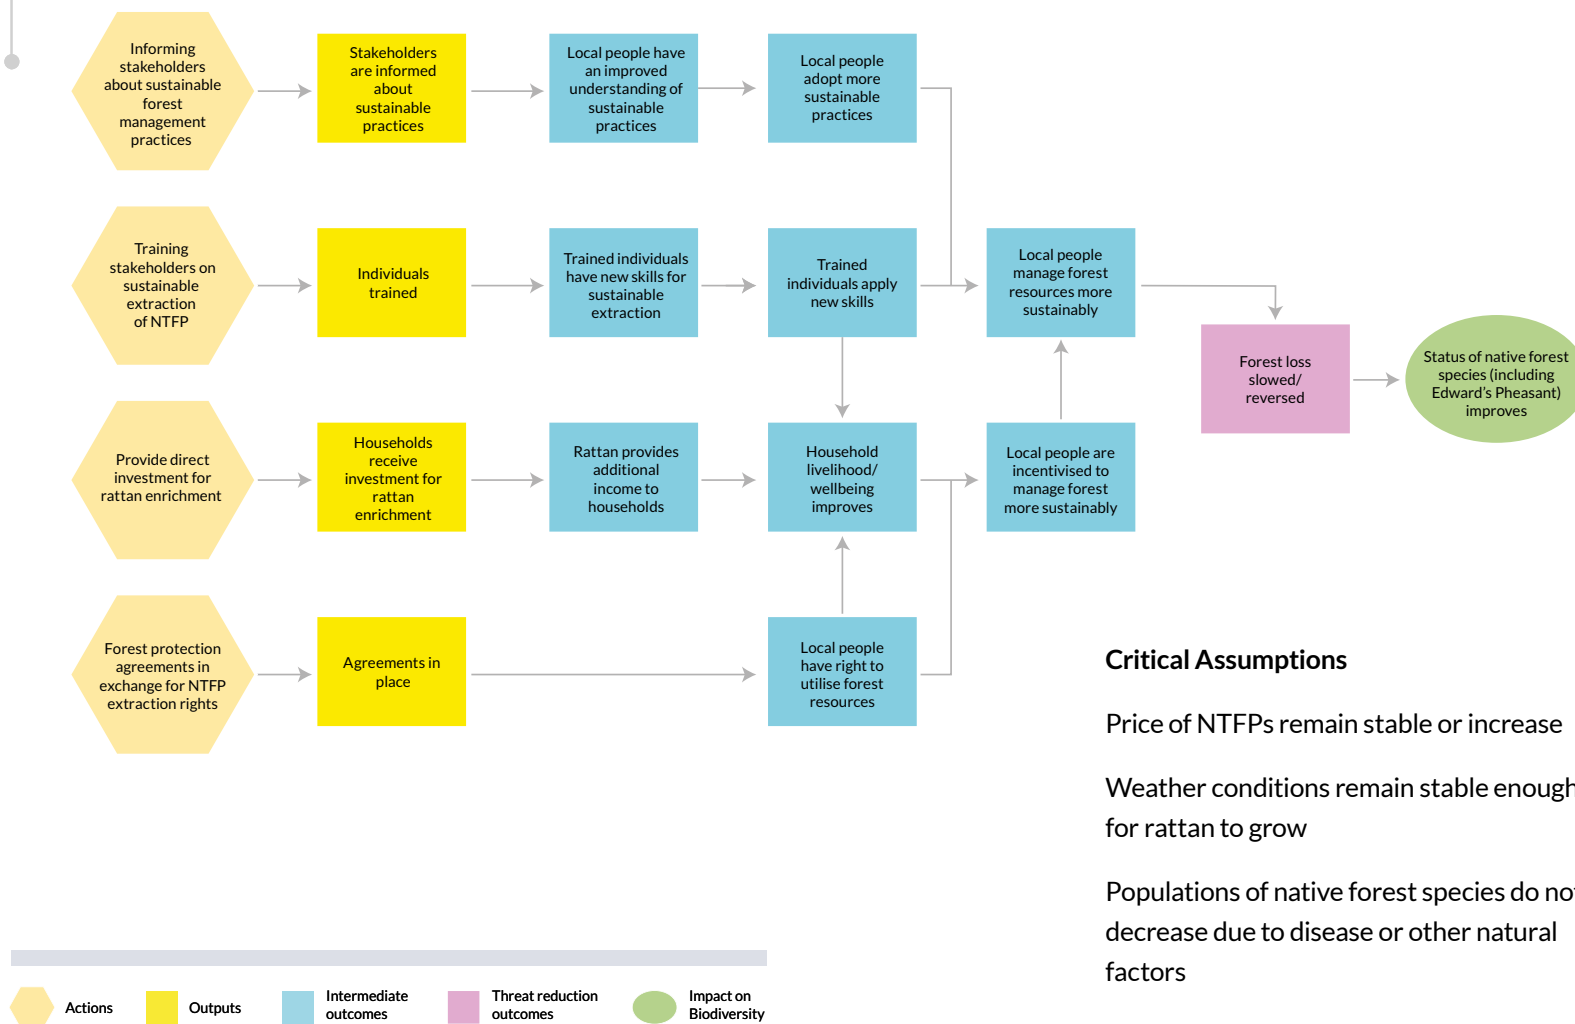 Informing
stakeholders
about sustainable
forest
management
practices
Stakeholders
are informed
about
sustainable
practices
Local people have
an improved
understanding of
sustainable
practices
Local people
adopt more
sustainable
practices
Training
stakeholders on
sustainable
extraction
of NTFP
Individuals
trained
Trained individuals
have new skills for
sustainable
extraction
Trained
individuals apply
new skills
Local people
manage forest
resources more
sustainably
Forest loss
slowed/
reversed
Status of native forest
species (including
Edward's Pheasant)
improves
Provide direct
investment for
rattan enrichment
Households
receive
investment for
rattan
enrichment
Rattan provides
additional
income to
households
Household
livelihood/
wellbeing
improves
Local people are
incentivised to
manage forest
more sustainably
Forest protection
agreements in
exchange for NTFP
extraction rights
Agreements in
place
Local people
have right to
utilise forest
resources
Critical Assumptions
Price of NTFPs remain stable or increase
Weather conditions remain stable enough
for rattan to grow
Populations of native forest species do not
decrease due to disease or other natural
factors
Actions
Outputs
Intermediate
outcomes
Threat reduction
outcomes
Impact on
Biodiversity